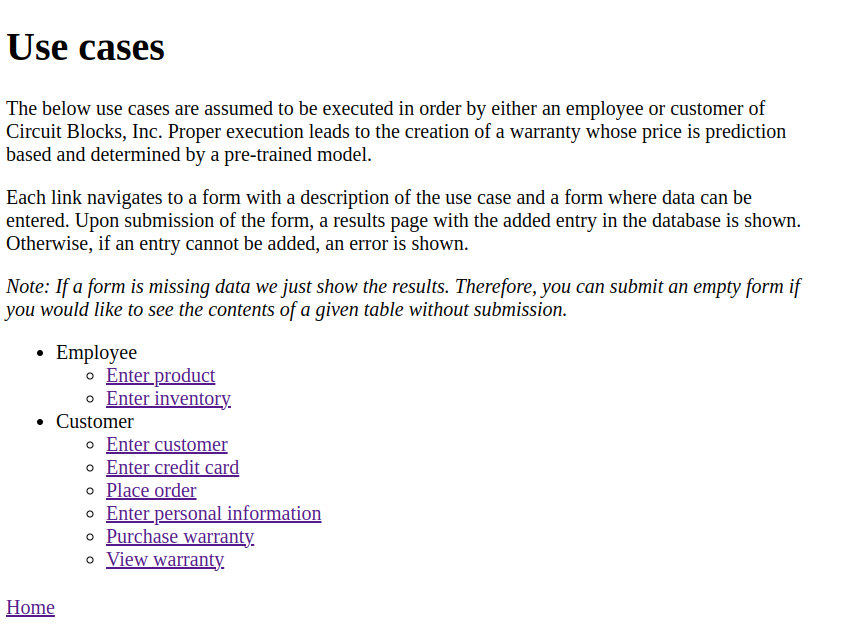 Use cases
The below use cases are assumed to be executed in order by either an employee or customer of
Circuit Blocks, Inc. Proper execution leads to the creation of a warranty whose price is prediction
based and determined by a pre-trained model.
Each link navigates to a form with a description of the use case and a form where data can be
entered. Upon submission of the form, a results page with the added entry in the database is shown.
Otherwise, if an entry cannot be added, an error is shown.
Note: If a form is missing data we just show the results. Therefore, you can submit an empty form if
you would like to see the contents of a given table without submission.
Employee
Enter product
Enter inventory
Customer
Enter customer
Enter credit card
Place order
Enter personal information
Purchase warranty
View warranty
Home